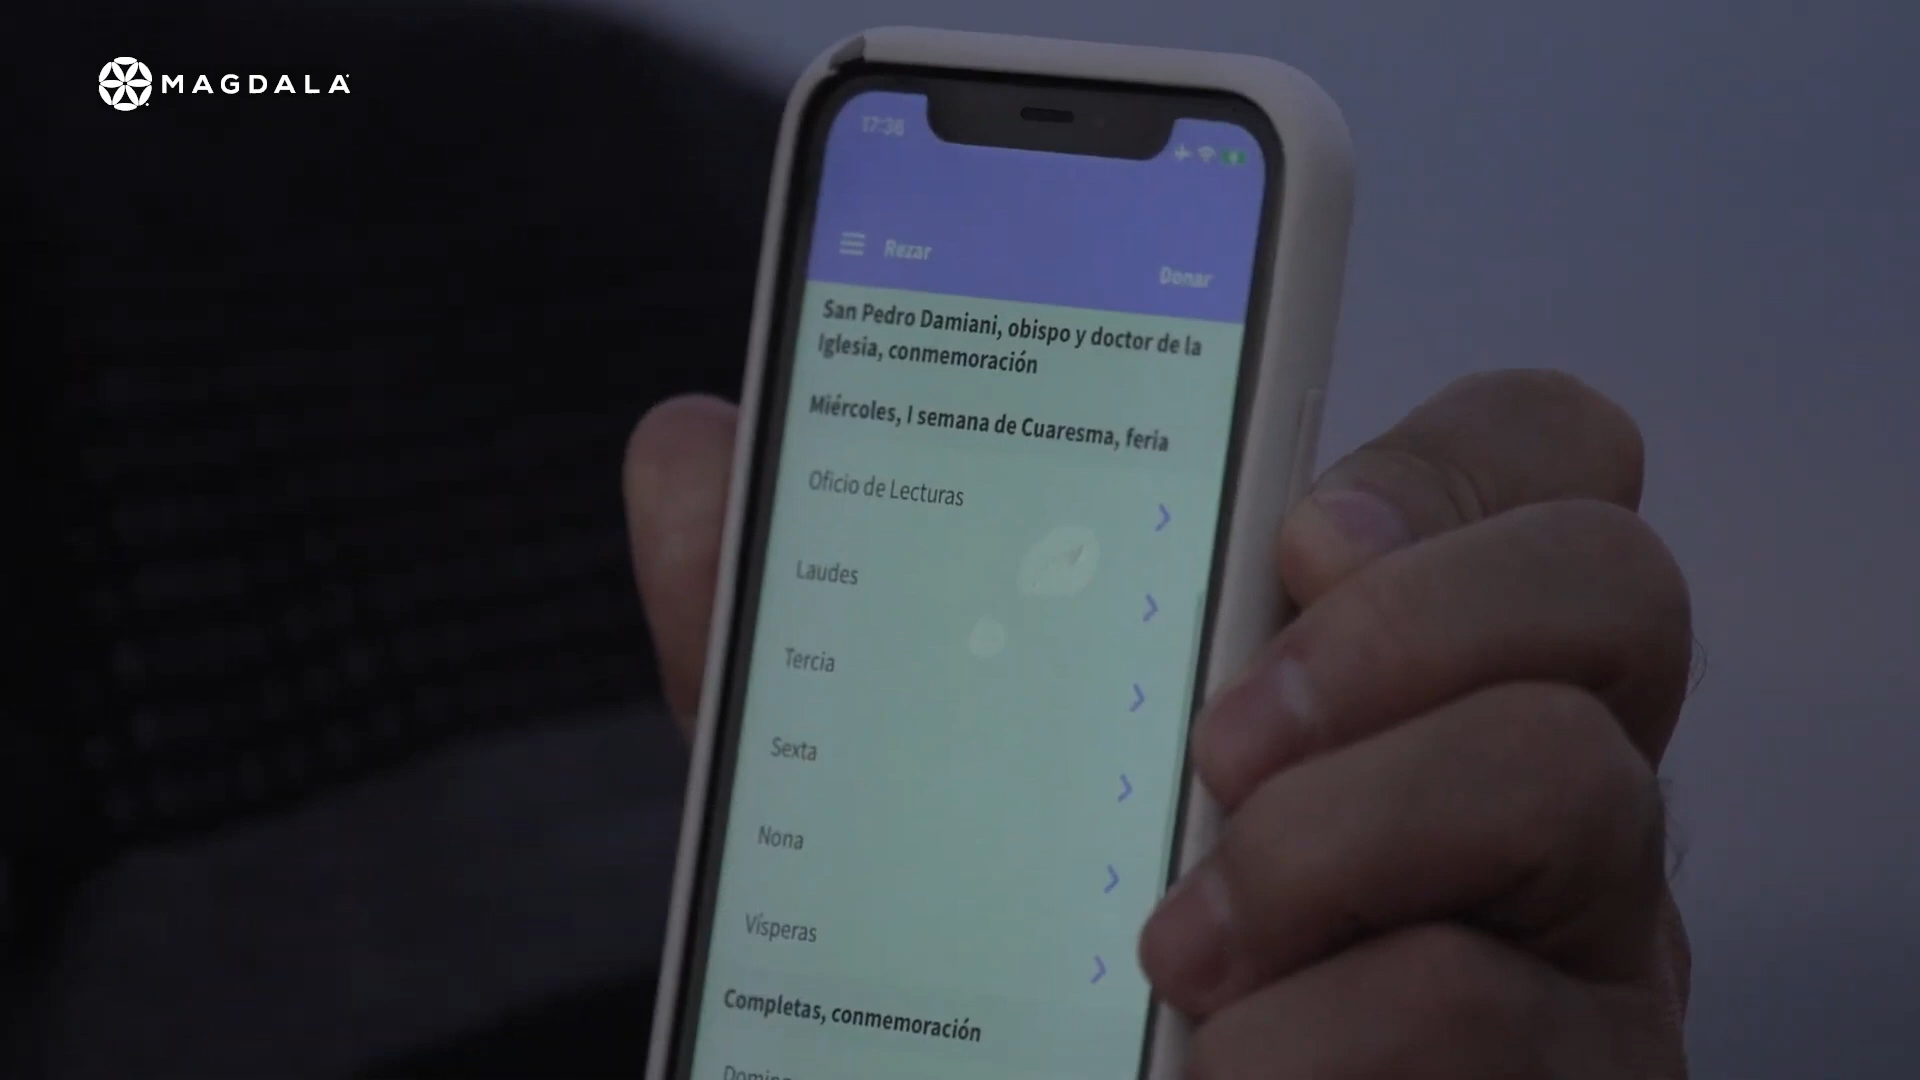 MAGDALA
17:36
Rezar
Donar
San Pedro Damiani, obispo y doctor de la
Iglesia, conmemoración
Miércoles, I semana de Cuaresma, feria
Oficio de Lecturas
Laudes
Tercia
Sexta
Nona
Vísperas
Completas, conmemoración